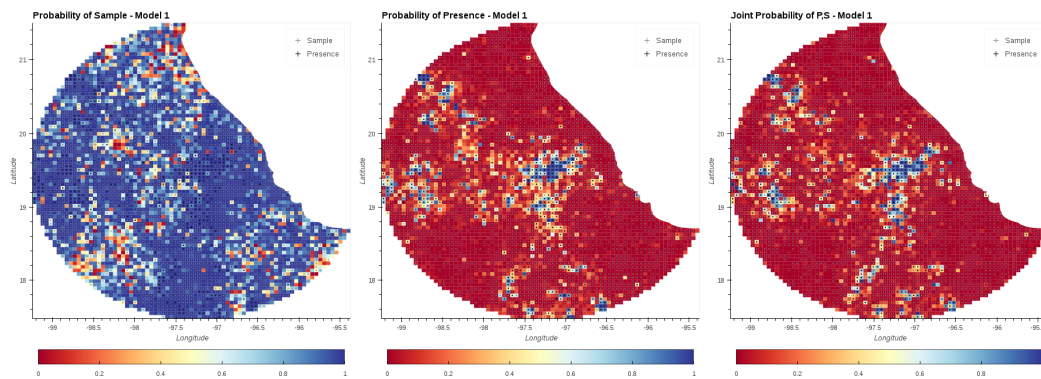 Probability of Sample - Model 1
Sample
Presence
21
20
19
18
Latitude
-99 -98.5 -98 -97.5 -97 -96.5 -96 -95.5
Longitude
0 0.2 0.4 0.6 0.8 1
Probability of Presence - Model 1
Sample
Presence
21
20
19
18
Latitude
-99 -98.5 -98 -97.5 -97 -96.5 -96 -95.5
Longitude
0 0.2 0.4 0.6 0.8 1
Joint Probability of P,S - Model 1
Sample
Presence
21
20
19
18
Latitude
-99 -98.5 -98 -97.5 -97 -96.5 -96 -95.5
Longitude
0 0.2 0.4 0.6 0.8 1